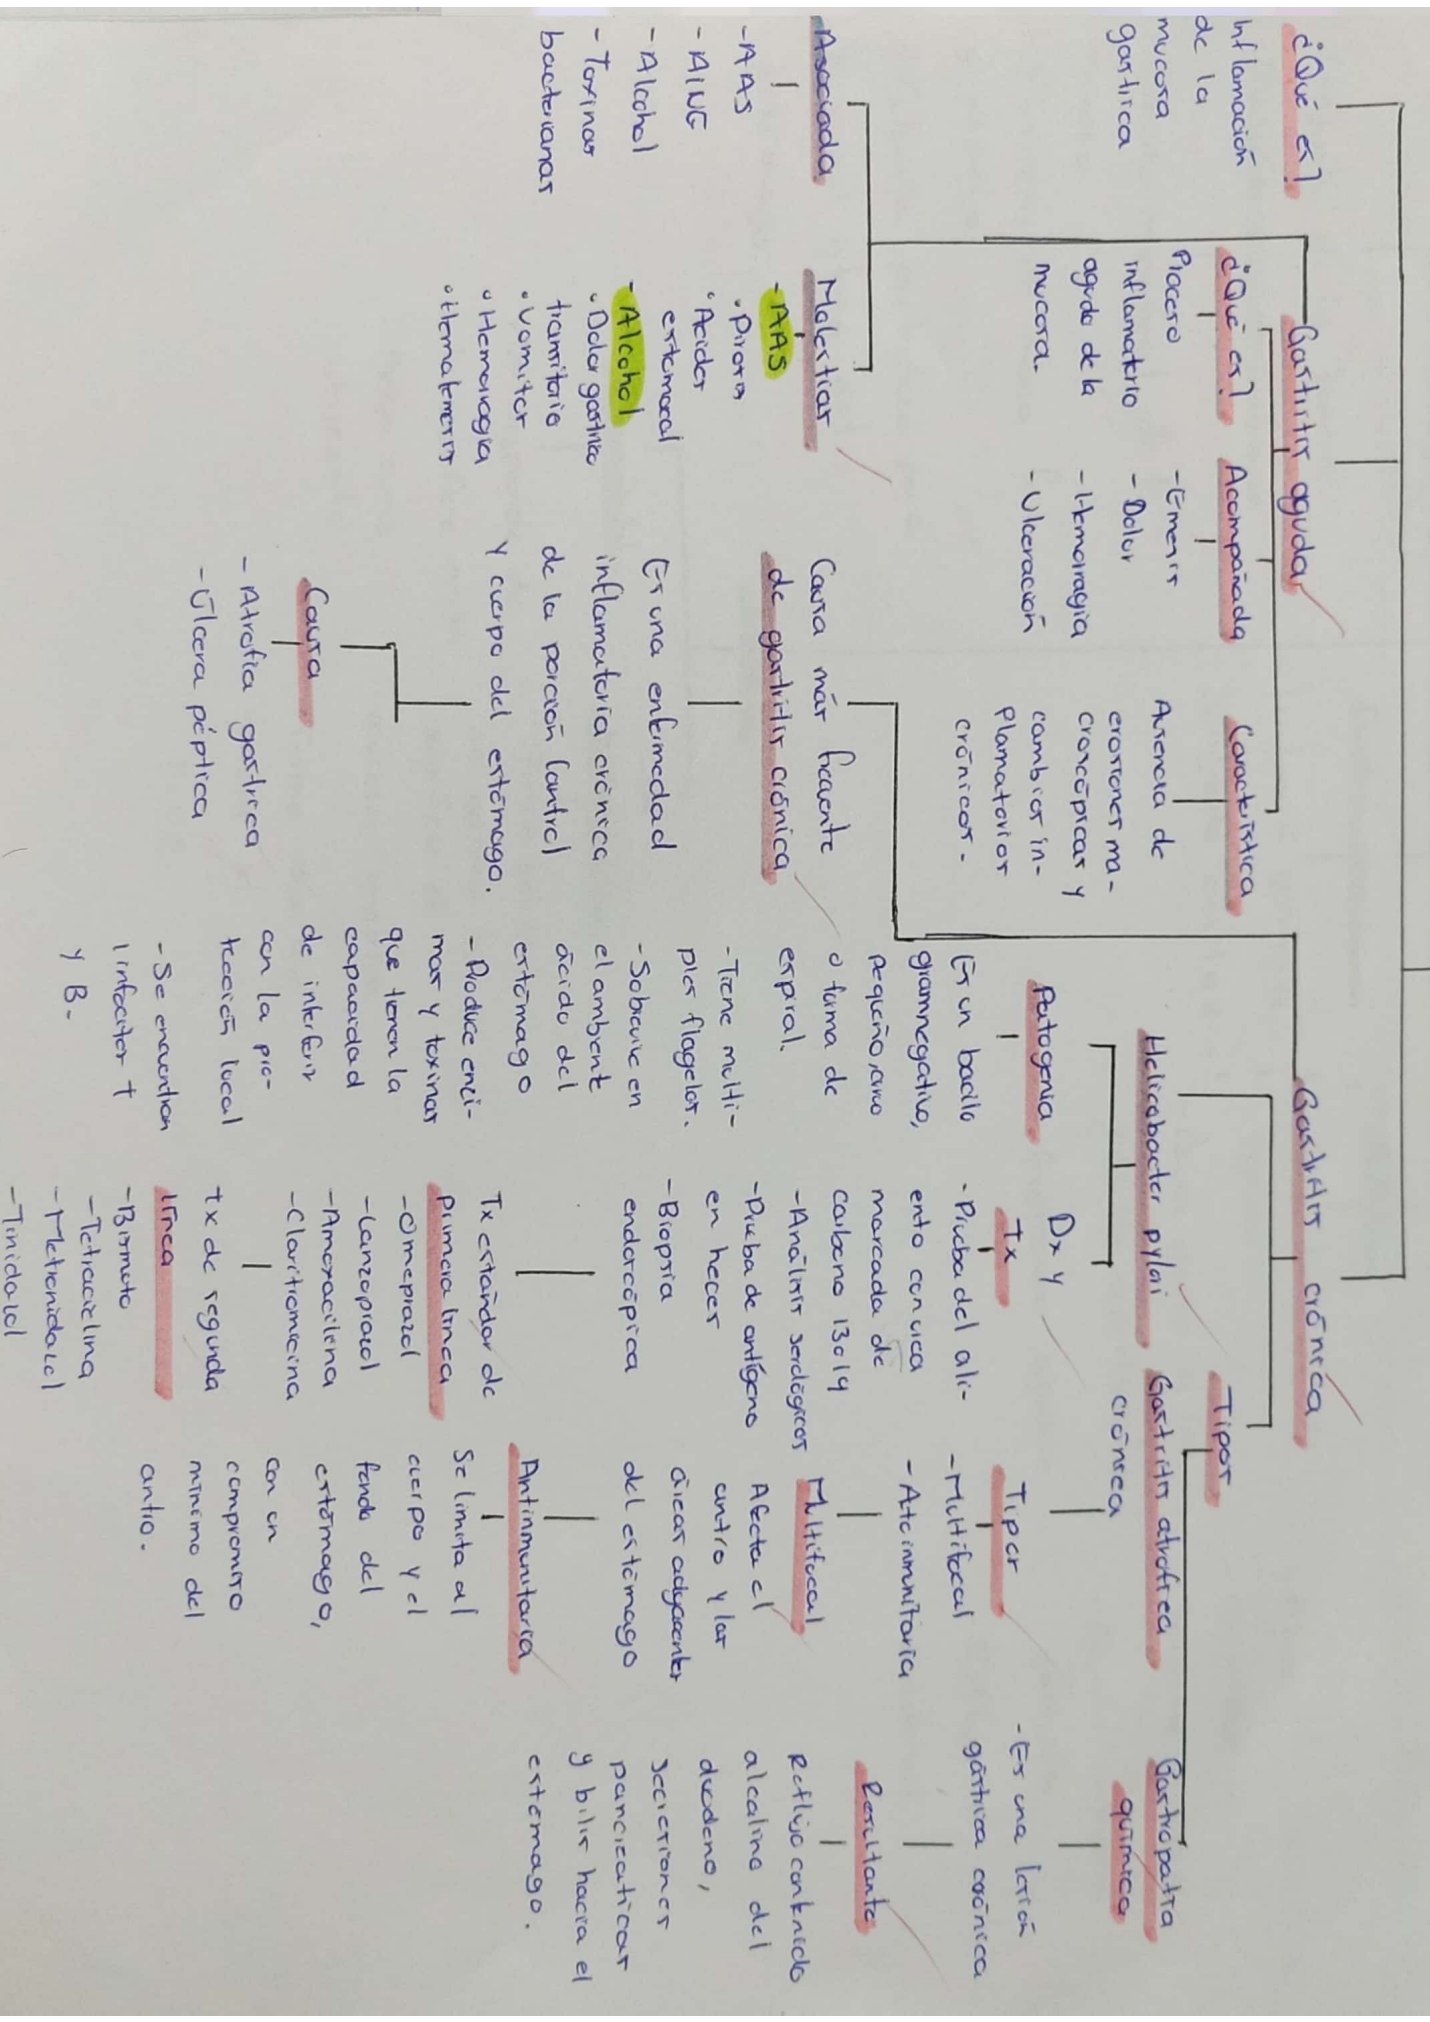 ¿Qué es?
Inflamación
de la
mucosa
gástrica
Gastritis aguda
¿Qué es?
Proceso
inflamatorio
agudo de la
mucosa.
Acompañada
-Emesis
-Dolor
-Hemorragia
-Ulceración
Característica
Ausencia de
erosiones ma-
croscópicas y
cambios in-
flamatorios
crónicos.
Asociada
-AAS
-AINE
-Alcohol
-Toxinas
bacterianas
Molestias
-AAS
•Pirosis
•Acidez
estomacal
-Alcohol
•Dolor gástrico
transitorio
•Vomitos
•Hemorragia
•Hematemesis
Gastritis crónica
Causa más frecuente
de gastritis crónica
Es una enfermedad
inflamatoria crónica
de la porción (antro)
y cuerpo del estómago.
Causa
-Atrofia gástrica
-Úlcera péptica
Helicobacter pylori
Patogenia
Es un bacilo
gramnegativo,
pequeño, curvo
o forma de
espiral.
-Tiene multi-
ples flagelos.
-Sobrevive en
el ambiente
ácido del
estómago
-Produce enzi-
mas y toxinas
que tienen la
capacidad
de interferir
con la pro-
tección local
-Se encuentran
linfocitos T
y B.
Dx y
Tx
-Prueba del ali-
ento con urea
marcada de
carbono 13 o 14
-Análisis serológicos
-Prueba de antígeno
en heces
-Biopsia
endoscópica
Tx estándar de
primera línea
-Omeprazol
-Lanzoprazol
-Amoxacilina
-Claritromicina
tx de segunda
línea
-Bismuto
-Tetraciclina
-Metronidazol
-Tinidazol
Tipos
Gastritis atrófica
crónica
Tipos
-Multifocal
-Autoinmunitaria
Multifocal
Afecta el
antro y las
áreas adyacentes
del estómago
Antinmunitaria
Se limita al
cuerpo y el
fondo del
estómago,
con un
compromiso
mínimo del
antro.
Gastropatia
química
-Es una lesión
gástrica crónica
Resultante
Reflujo contenido
alcalino del
duodeno,
secreciones
pancreáticas
y bilis hacia el
estomago.